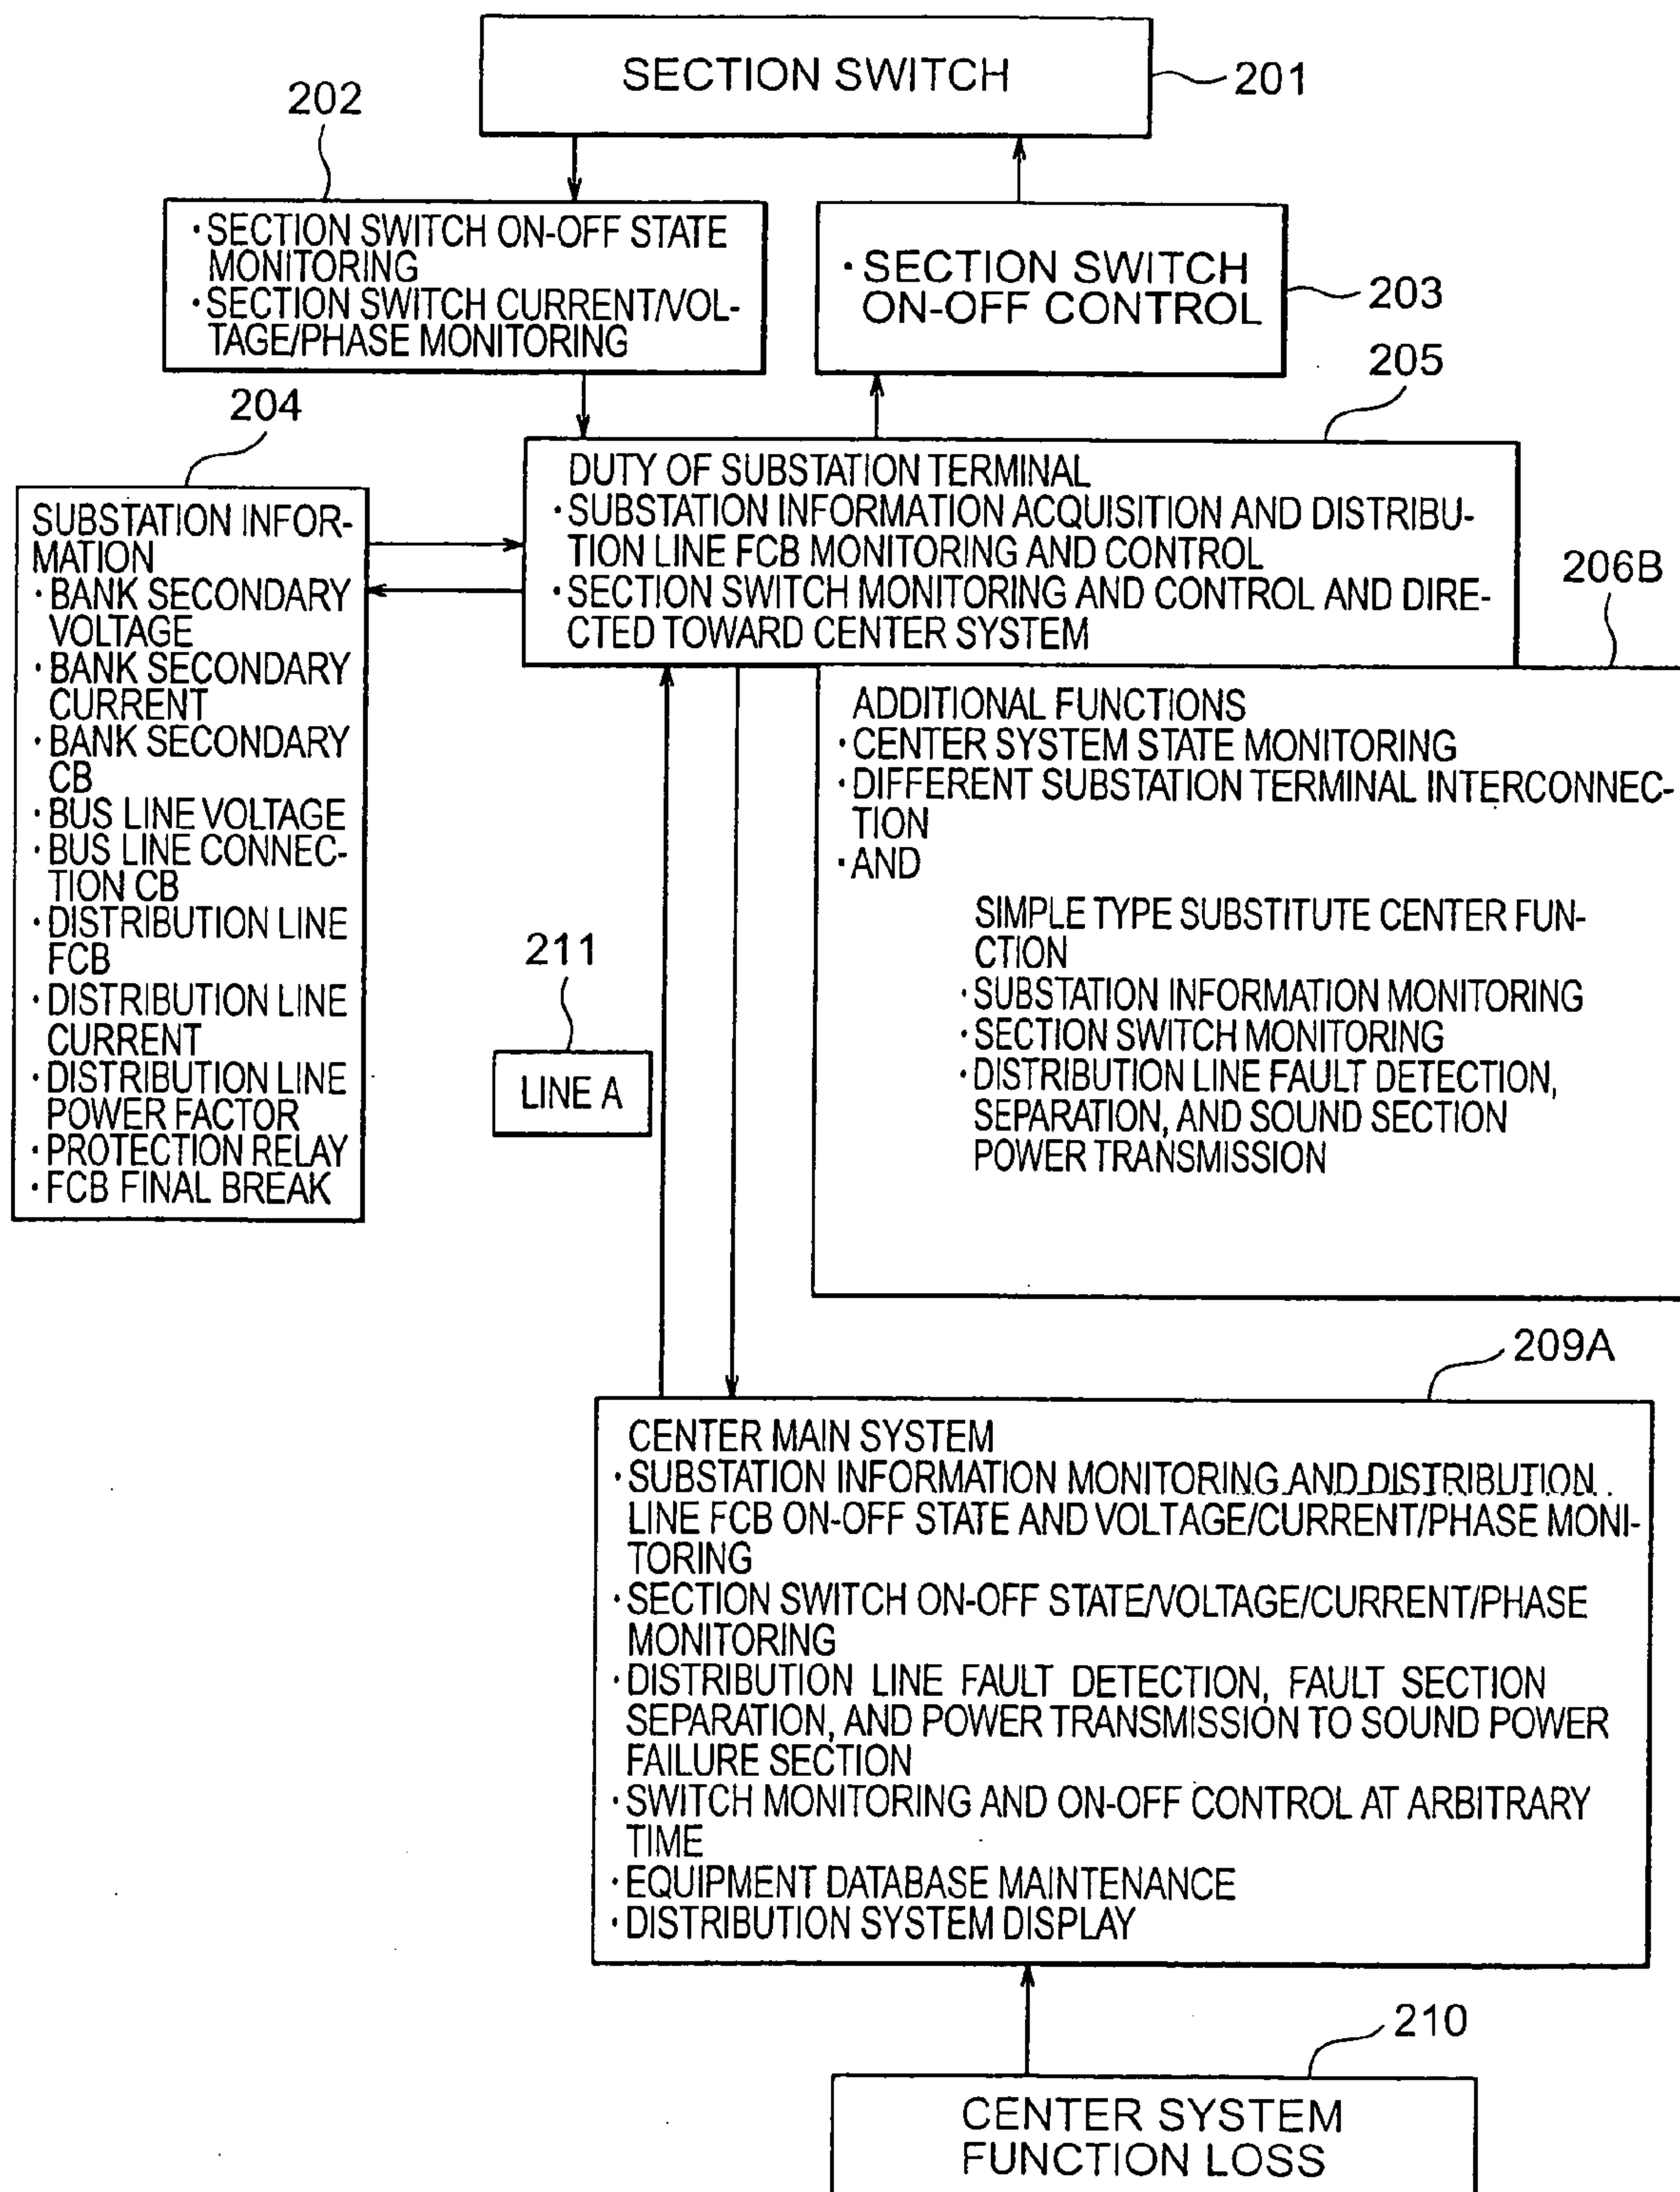 SECTION SWITCH
201
202
·SECTION SWITCH ON-OFF STATE
MONITORING
·SECTION SWITCH CURRENT/VOL-
TAGE/PHASE MONITORING
·SECTION SWITCH
ON-OFF CONTROL
203
204
205
SUBSTATION INFOR-
MATION
·BANK SECONDARY
VOLTAGE
·BANK SECONDARY
CURRENT
·BANK SECONDARY
CB
·BUS LINE VOLTAGE
·BUS LINE CONNEC-
TION CB
·DISTRIBUTION LINE
FCB
·DISTRIBUTION LINE
CURRENT
·DISTRIBUTION LINE
POWER FACTOR
·PROTECTION RELAY
·FCB FINAL BREAK
DUTY OF SUBSTATION TERMINAL
·SUBSTATION INFORMATION ACQUISITION AND DISTRIBU-
TION LINE FCB MONITORING AND CONTROL
·SECTION SWITCH MONITORING AND CONTROL AND DIRE-
CTED TOWARD CENTER SYSTEM
206B
ADDITIONAL FUNCTIONS
·CENTER SYSTEM STATE MONITORING
·DIFFERENT SUBSTATION TERMINAL INTERCONNEC-
TION
·AND
SIMPLE TYPE SUBSTITUTE CENTER FUN-
CTION
·SUBSTATION INFORMATION MONITORING
·SECTION SWITCH MONITORING
·DISTRIBUTION LINE FAULT DETECTION,
SEPARATION, AND SOUND SECTION
POWER TRANSMISSION
211
LINE A
209A
CENTER MAIN SYSTEM
·SUBSTATION INFORMATION MONITORING AND DISTRIBUTION
LINE FCB ON-OFF STATE AND VOLTAGE/CURRENT/PHASE MONI-
TORING
·SECTION SWITCH ON-OFF STATE/VOLTAGE/CURRENT/PHASE
MONITORING
·DISTRIBUTION LINE FAULT DETECTION, FAULT SECTION
SEPARATION, AND POWER TRANSMISSION TO SOUND POWER
FAILURE SECTION
·SWITCH MONITORING AND ON-OFF CONTROL AT ARBITRARY
TIME
·EQUIPMENT DATABASE MAINTENANCE
·DISTRIBUTION SYSTEM DISPLAY
210
CENTER SYSTEM
FUNCTION LOSS